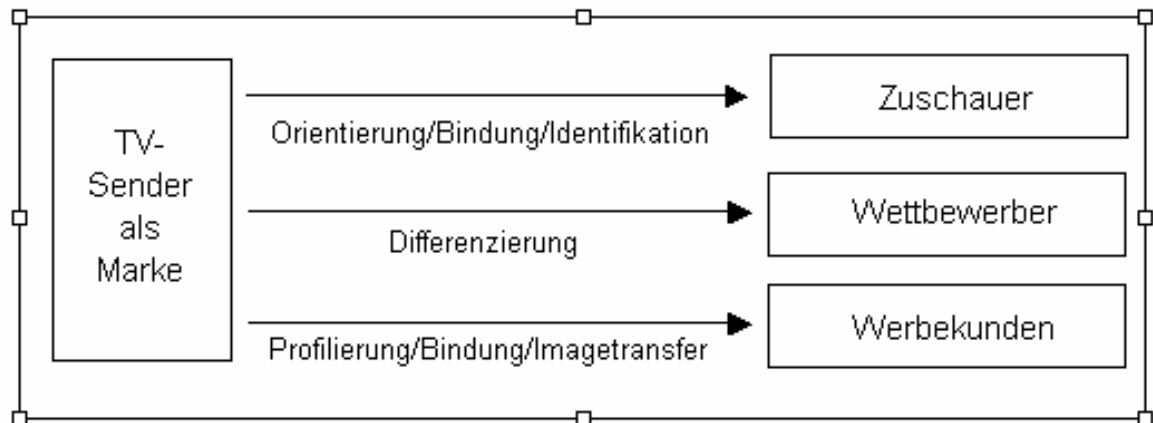 TV-
Sender
als
Marke
Orientierung/Bindung/Identifikation
Zuschauer
Differenzierung
Wettbewerber
Profilierung/Bindung/Imagetransfer
Werbekunden